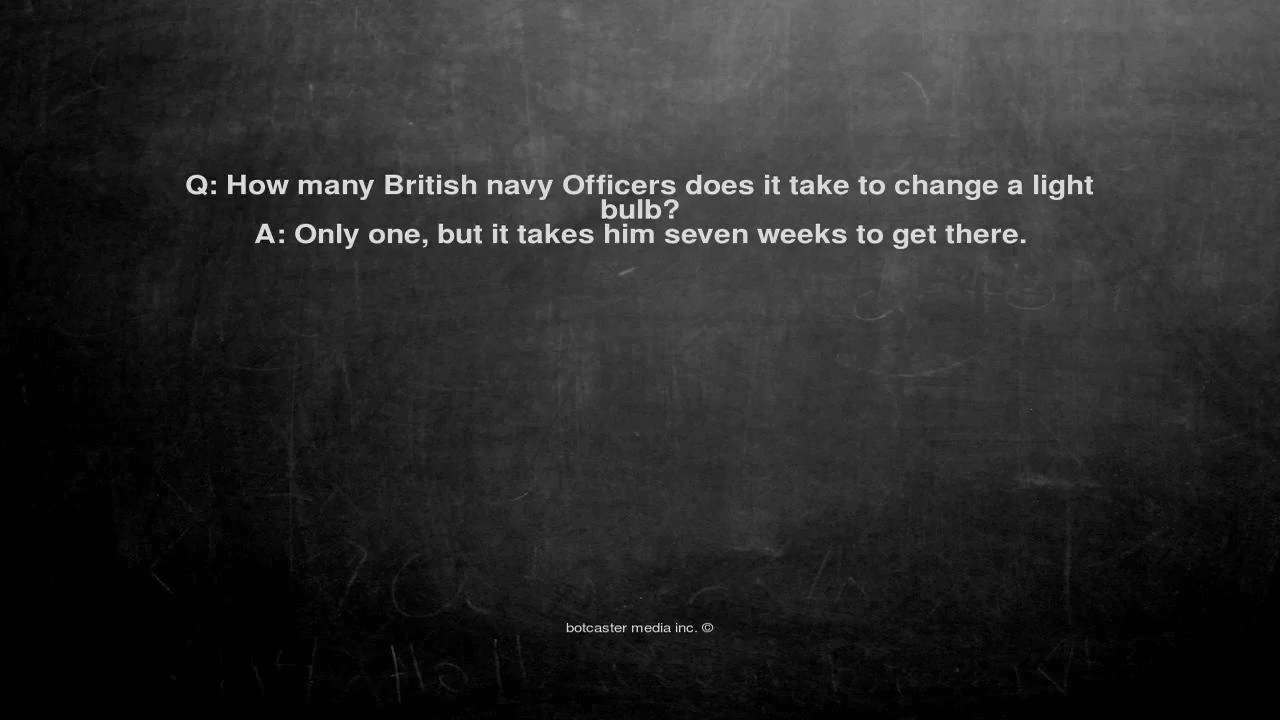 Q: How many British navy Officers does it take to change a light
bulb?
A: Only one, but it takes him seven weeks to get there.
botcaster media inc. ©